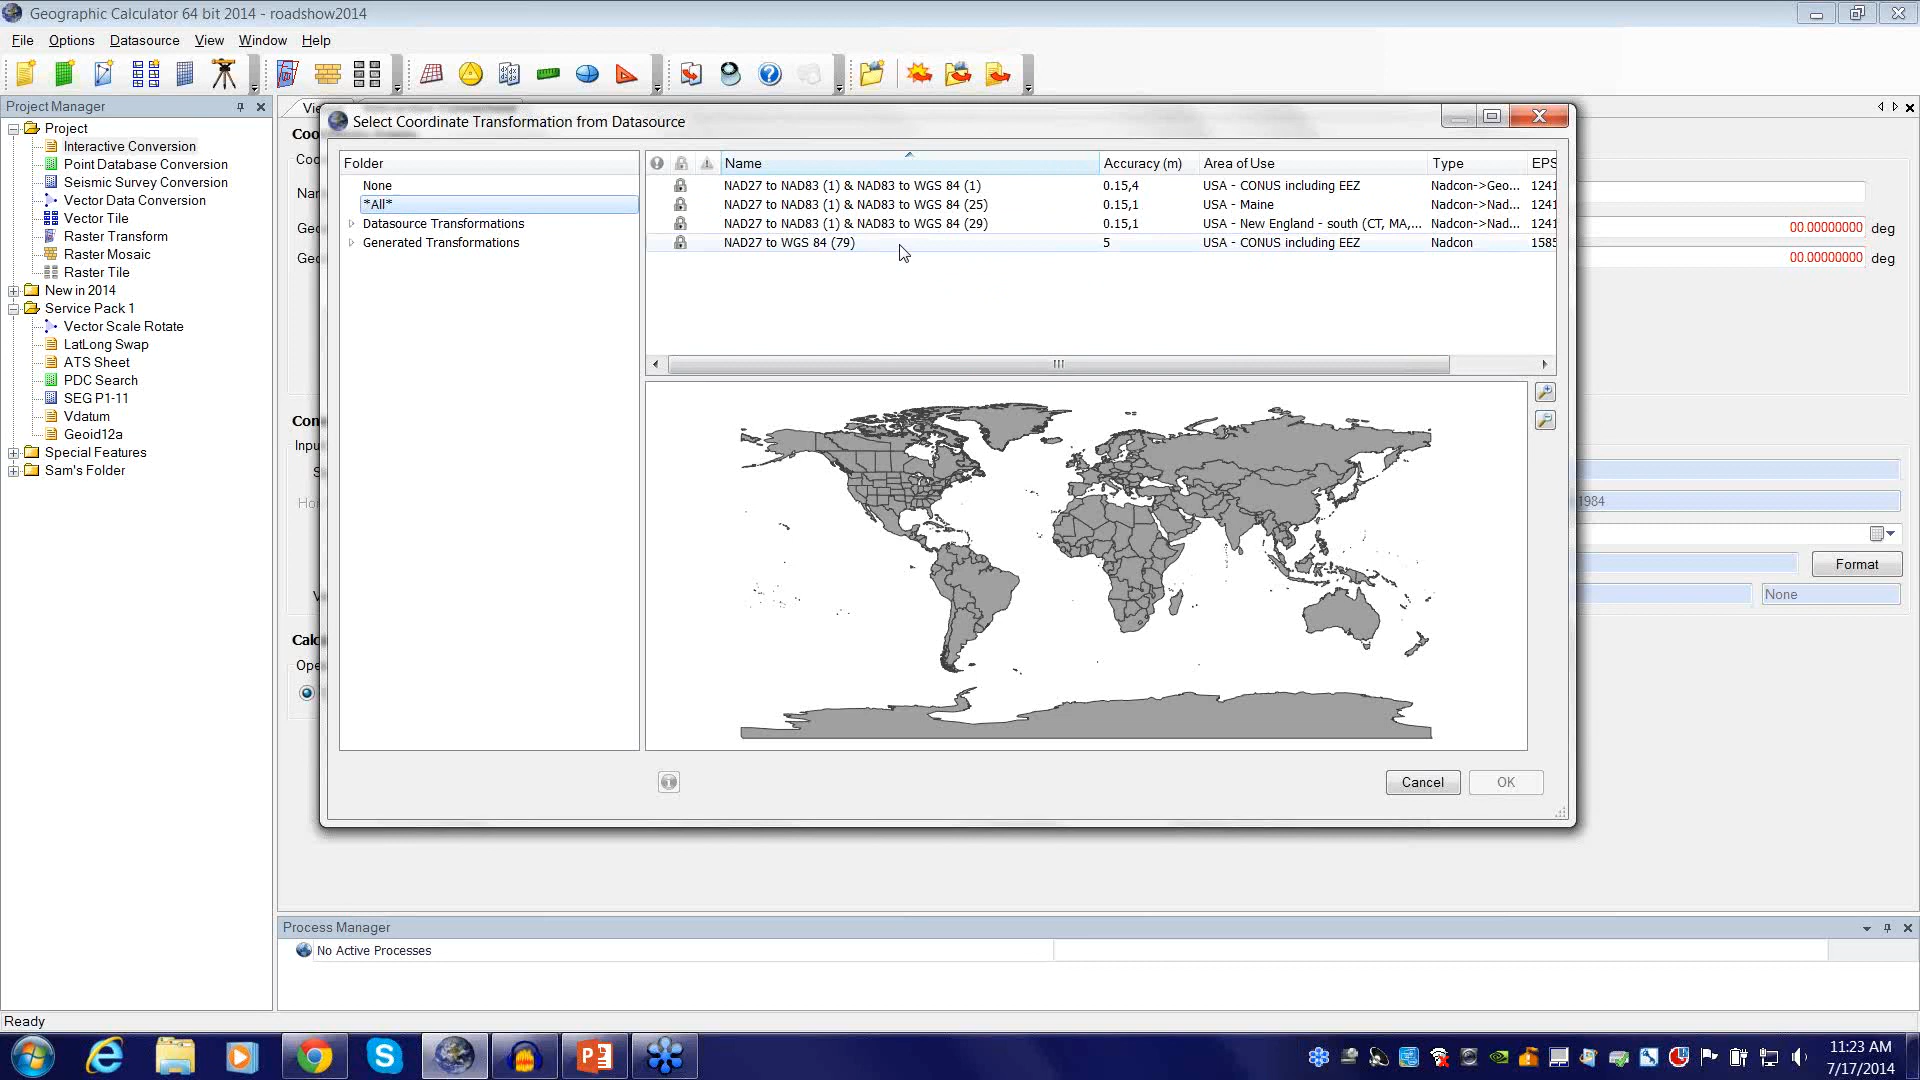 Geographic Calculator 64 bit 2014 - roadshow2014
File Options Datasource View Window Help
Project Manager
Project
Interactive Conversion
Point Database Conversion
Seismic Survey Conversion
Vector Data Conversion
Vector Tile
Raster Transform
Raster Mosaic
Raster Tile
New in 2014
Service Pack 1
Vector Scale Rotate
LatLong Swap
ATS Sheet
PDC Search
SEG P1-11
Vdatum
Geoid12a
Special Features
Sam's Folder
Select Coordinate Transformation from Datasource
Folder
None
*All*
Datasource Transformations
Generated Transformations
Name Accuracy (m) Area of Use Type EPS
NAD27 to NAD83 (1) & NAD83 to WGS 84 (1) 0.15,4 USA - CONUS including EEZ Nadcon->Geo... 1241
NAD27 to NAD83 (1) & NAD83 to WGS 84 (25) 0.15,1 USA - Maine Nadcon->Nad... 1241
NAD27 to NAD83 (1) & NAD83 to WGS 84 (29) 0.15,1 USA - New England - south (CT, MA,... Nadcon->Nad... 1241
NAD27 to WGS 84 (79) 5 USA - CONUS including EEZ Nadcon 1585
Cancel OK
00.00000000 deg
00.00000000 deg
1984
Format
None
Process Manager
No Active Processes
Ready
11:23 AM
7/17/2014